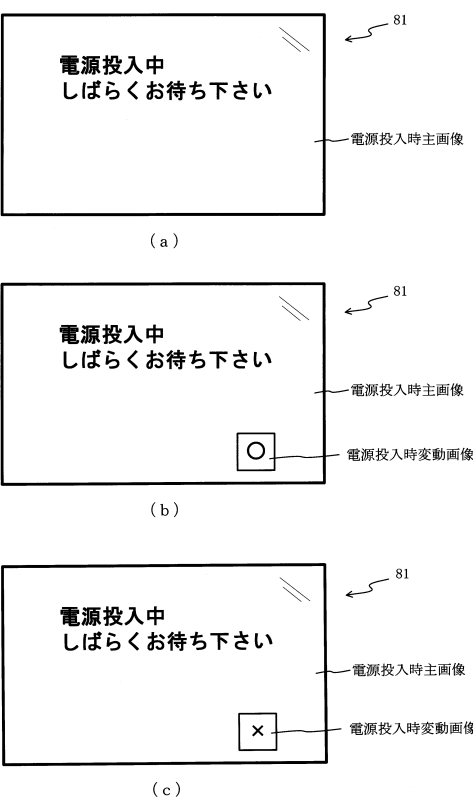 81
電源投入中
しばらくお待ち下さい
電源投入時主画像
(a)
81
電源投入中
しばらくお待ち下さい
電源投入時主画像
○
電源投入時変動画像
(b)
81
電源投入中
しばらくお待ち下さい
電源投入時主画像
×
電源投入時変動画像
(c)